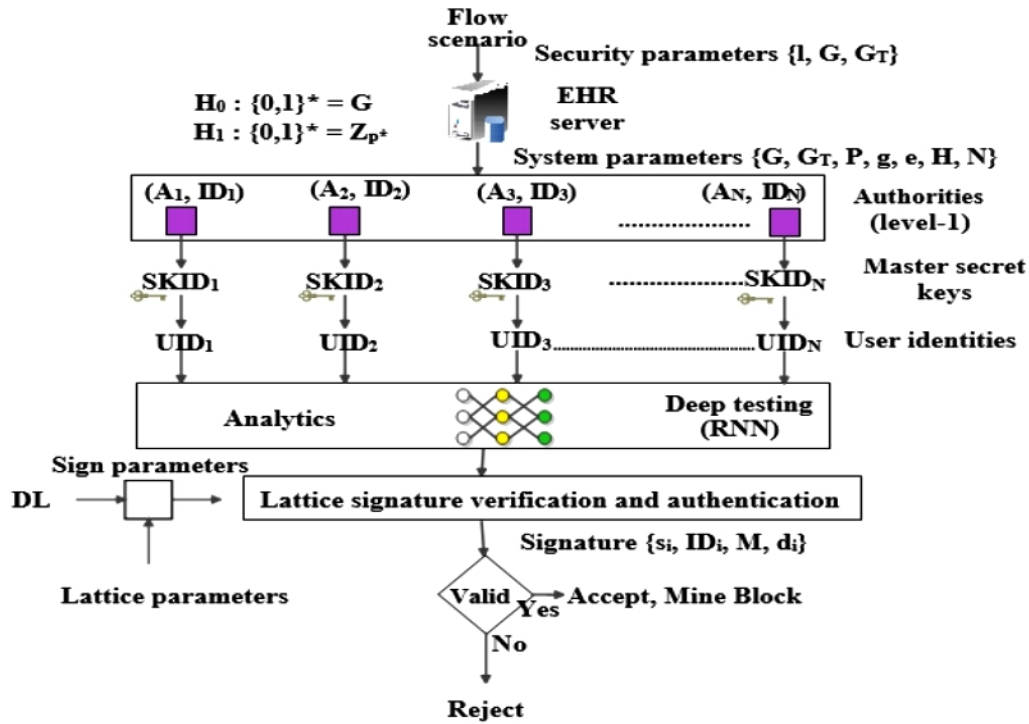 Flow
scenario
Security parameters {l, G, G_T}
H₀ : {0,1}* = G
H₁ : {0,1}* = Z_p*
EHR
server
System parameters {G, G_T, P, g, e, H, N}
(A₁, ID₁) (A₂, ID₂) (A₃, ID₃) (A_N, ID_N)
.......................
Authorities
(level-1)
SKID₁ SKID₂ SKID₃ .......................SKID_N
Master secret
keys
UID₁ UID₂ UID₃...................................UID_N User identities
Analytics
Deep testing
(RNN)
Sign parameters
DL
Lattice signature verification and authentication
Signature {sᵢ, IDᵢ, M, dᵢ}
Lattice parameters
Valid
Yes
Accept, Mine Block
No
Reject